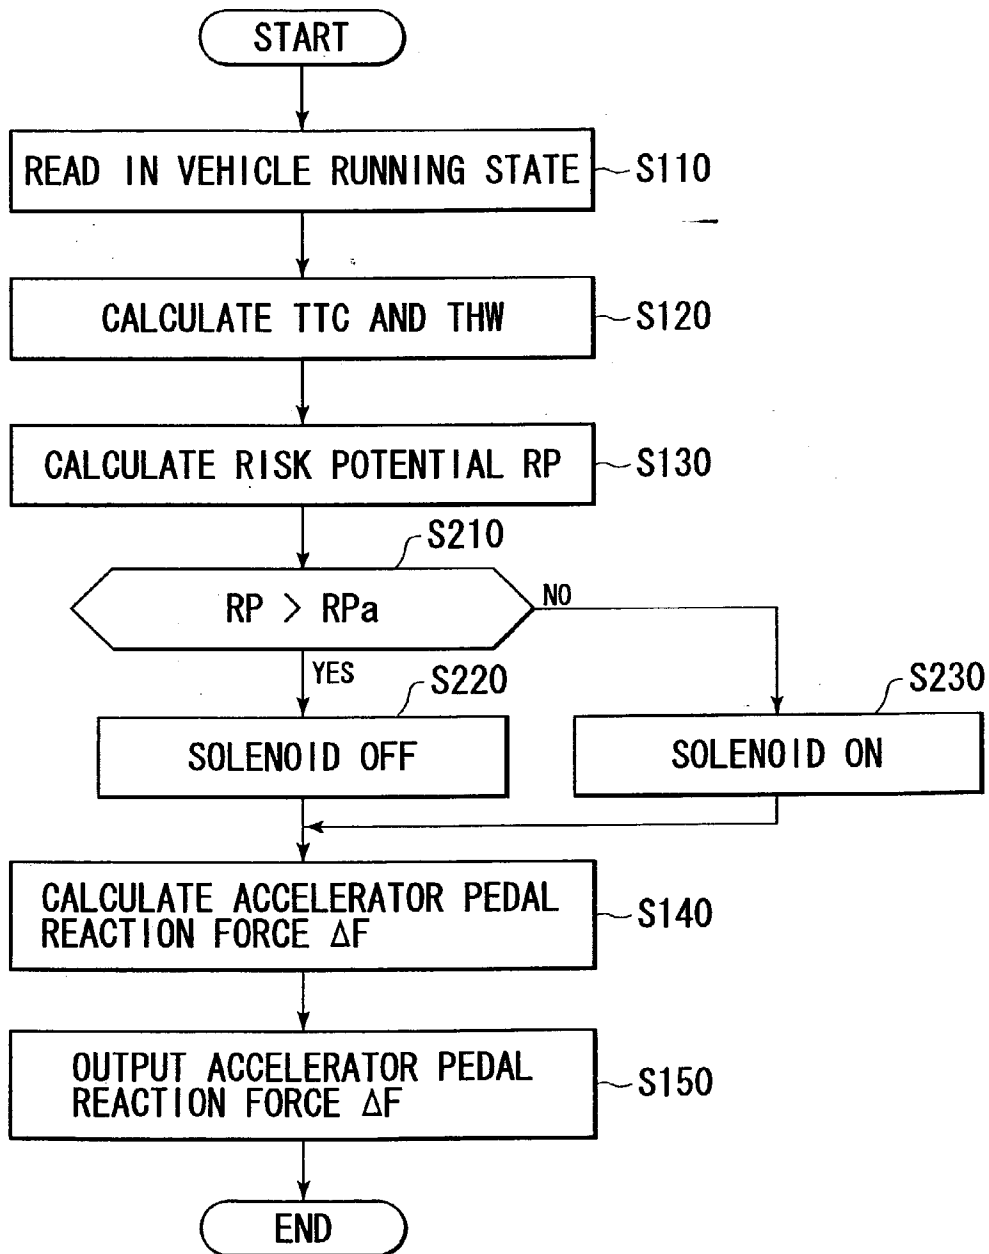 START
READ IN VEHICLE RUNNING STATE
S110
CALCULATE TTC AND THW
S120
CALCULATE RISK POTENTIAL RP
S130
S210
RP > RPa
NO
YES
S220
SOLENOID OFF
S230
SOLENOID ON
CALCULATE ACCELERATOR PEDAL
REACTION FORCE ΔF
S140
OUTPUT ACCELERATOR PEDAL
REACTION FORCE ΔF
S150
END